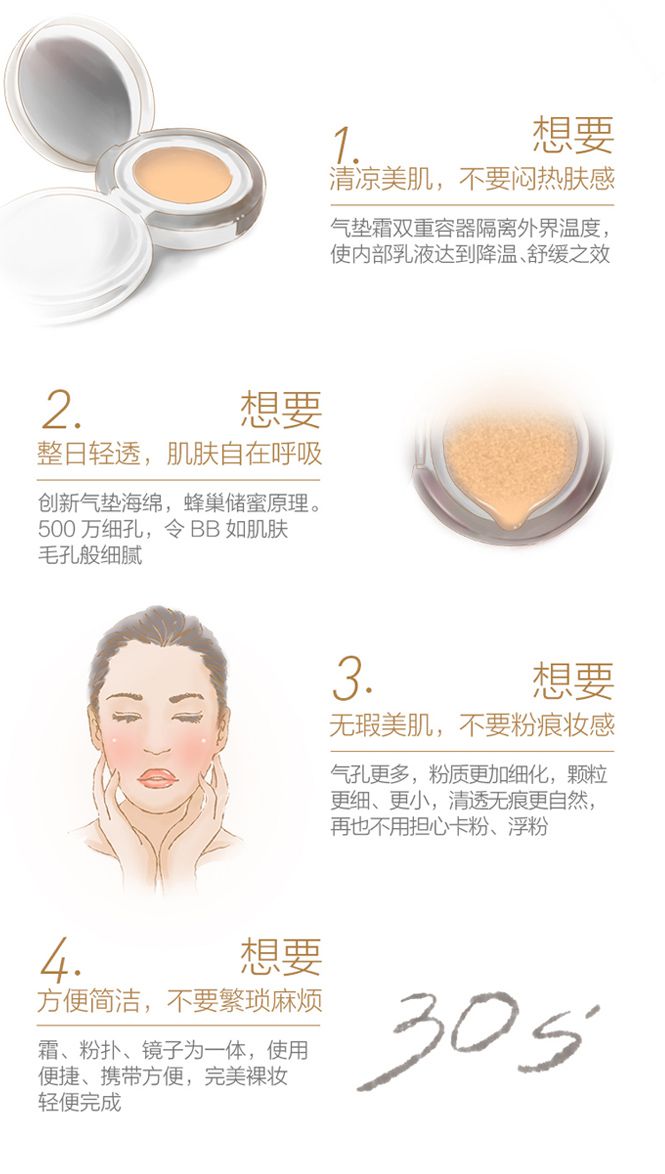 1.
想要
清凉美肌，不要闷热肤感
气垫霜双重容器隔离外界温度，
使内部乳液达到降温、舒缓之效
2.
想要
整日轻透，肌肤自在呼吸
创新气垫海绵，蜂巢储蜜原理。
500 万细孔，令 BB 如肌肤
毛孔般细腻
3.
想要
无瑕美肌，不要粉痕妆感
气孔更多，粉质更加细化，颗粒
更细、更小，清透无痕更自然，
再也不用担心卡粉、浮粉
4.
想要
方便简洁，不要繁琐麻烦
霜、粉扑、镜子为一体，使用
便捷、携带方便，完美裸妆
轻便完成
30s'